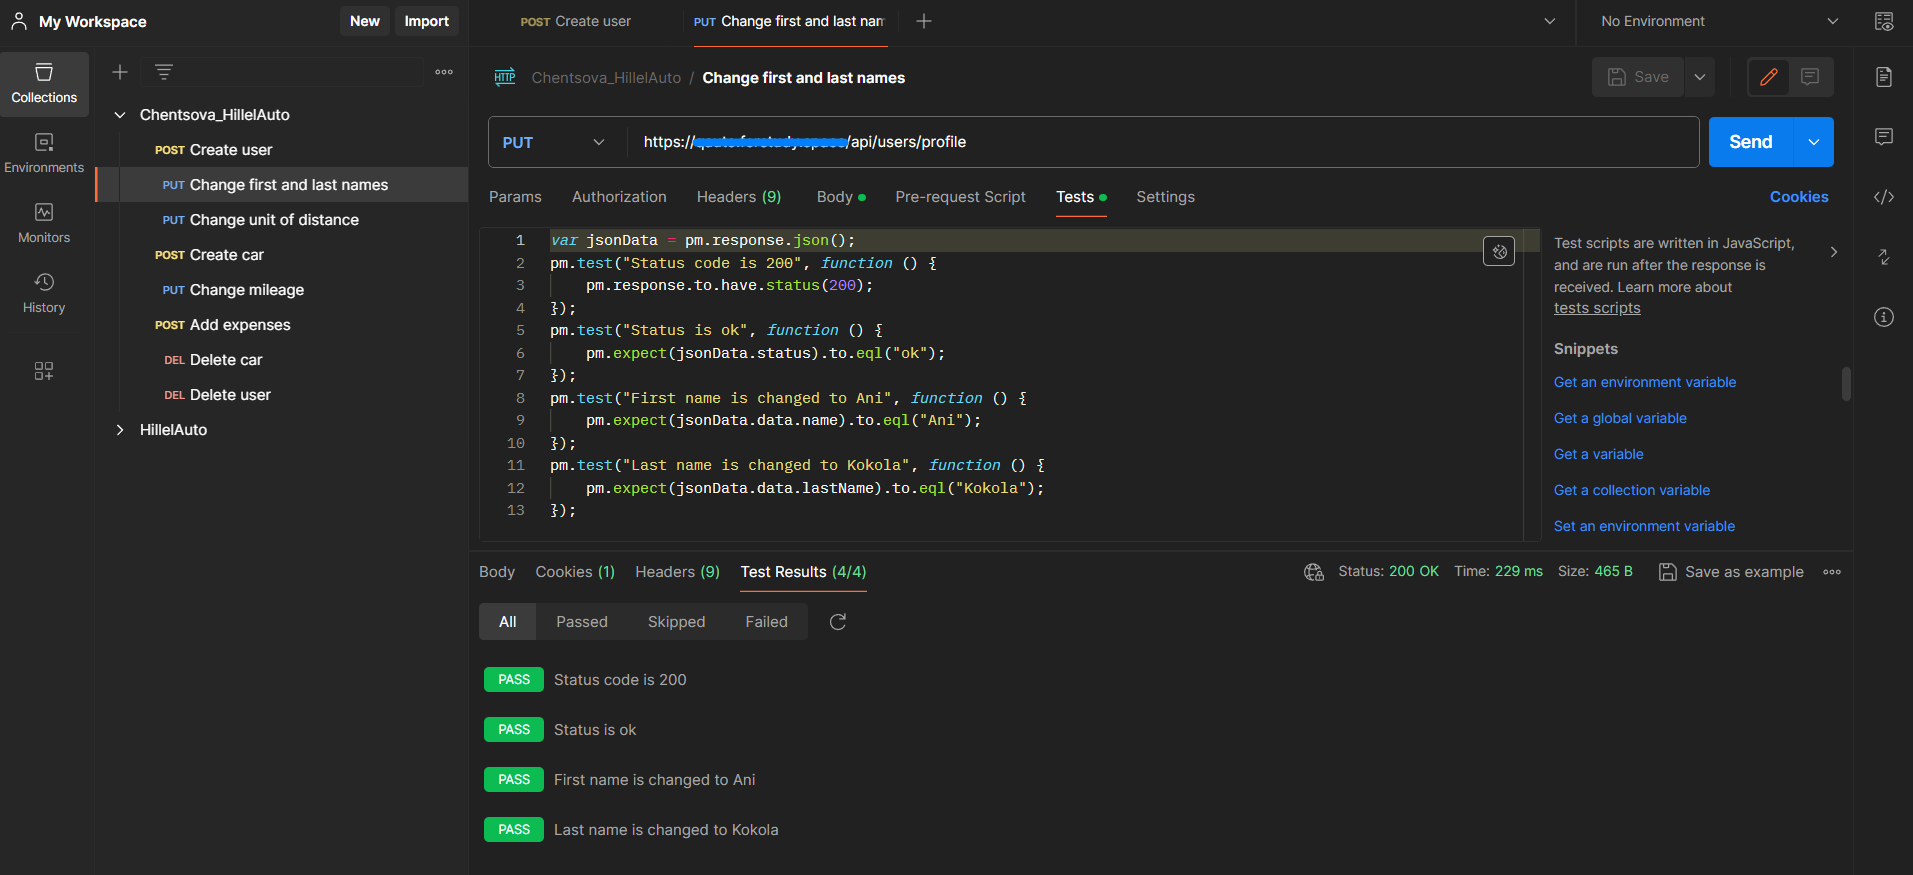 My Workspace
New
Import
POST Create user
PUT Change first and last nan
No Environment
Collections
Environments
Monitors
History
Chentsova_HillelAuto
POST Create user
PUT Change first and last names
PUT Change unit of distance
POST Create car
PUT Change mileage
POST Add expenses
DEL Delete car
DEL Delete user
HillelAuto
HTTP Chentsova_HillelAuto / Change first and last names
Save
PUT
https:// /api/users/profile
Send
Params Authorization Headers (9) Body Pre-request Script Tests Settings
Cookies
1 var jsonData = pm.response.json();
2 pm.test("Status code is 200", function () {
3 pm.response.to.have.status(200);
4 });
5 pm.test("Status is ok", function () {
6 pm.expect(jsonData.status).to.eql("ok");
7 });
8 pm.test("First name is changed to Ani", function () {
9 pm.expect(jsonData.data.name).to.eql("Ani");
10 });
11 pm.test("Last name is changed to Kokola", function () {
12 pm.expect(jsonData.data.lastName).to.eql("Kokola");
13 });
Test scripts are written in JavaScript,
and are run after the response is
received. Learn more about
tests scripts
Snippets
Get an environment variable
Get a global variable
Get a variable
Get a collection variable
Set an environment variable
Body Cookies (1) Headers (9) Test Results (4/4)
Status: 200 OK Time: 229 ms Size: 465 B
Save as example
All Passed Skipped Failed
PASS Status code is 200
PASS Status is ok
PASS First name is changed to Ani
PASS Last name is changed to Kokola